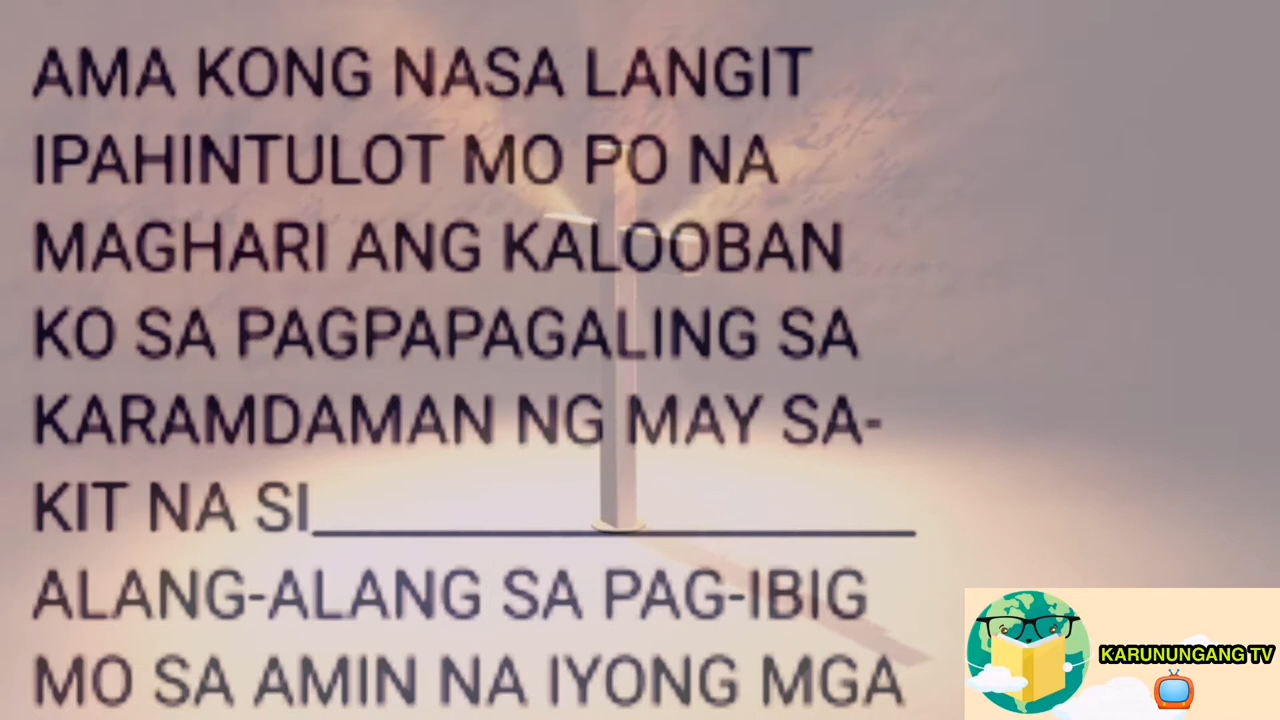 AMA KONG NASA LANGIT
IPAHINTULOT MO PO NA
MAGHARI ANG KALOOBAN
KO SA PAGPAPAGALING SA
KARAMDAMAN NG MAY SA-
KIT NA SI____________________
ALANG-ALANG SA PAG-IBIG
MO SA AMIN NA IYONG MGA
KARUNUNGANG TV